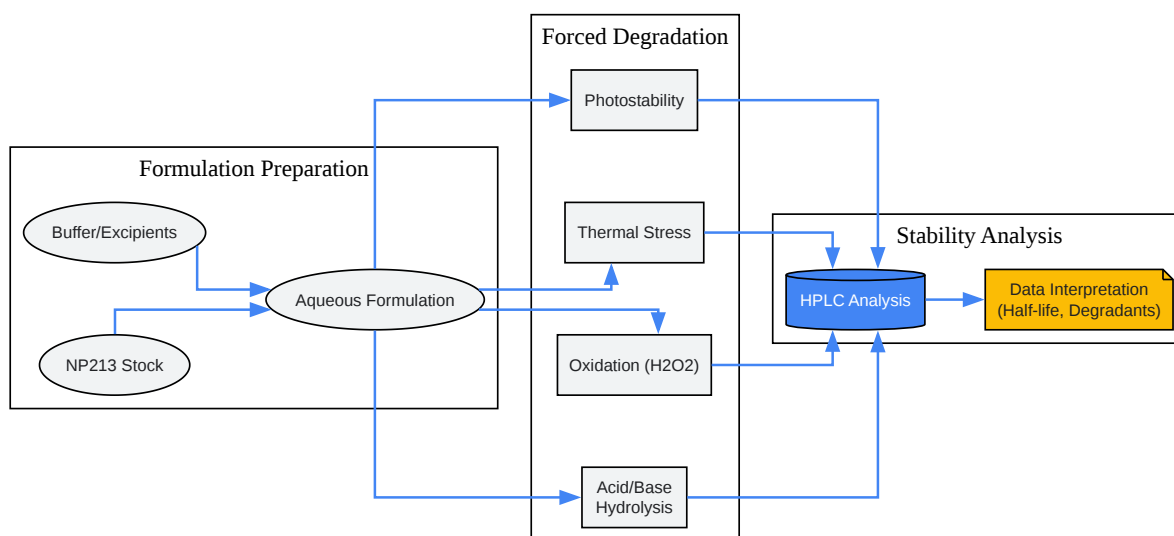 Formulation Preparation
Buffer/Excipients
NP213 Stock
Aqueous Formulation
Forced Degradation
Photostability
Thermal Stress
Oxidation (H2O2)
Acid/Base
Hydrolysis
Stability Analysis
HPLC Analysis
Data Interpretation
(Half-life, Degradants)